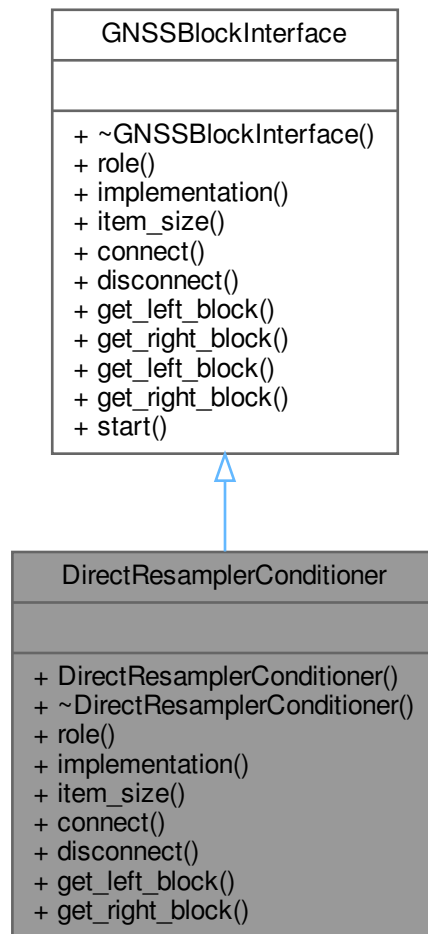 GNSSBlockInterface
+ ~GNSSBlockInterface()
+ role()
+ implementation()
+ item_size()
+ connect()
+ disconnect()
+ get_left_block()
+ get_right_block()
+ get_left_block()
+ get_right_block()
+ start()
DirectResamplerConditioner
+ DirectResamplerConditioner()
+ ~DirectResamplerConditioner()
+ role()
+ implementation()
+ item_size()
+ connect()
+ disconnect()
+ get_left_block()
+ get_right_block()